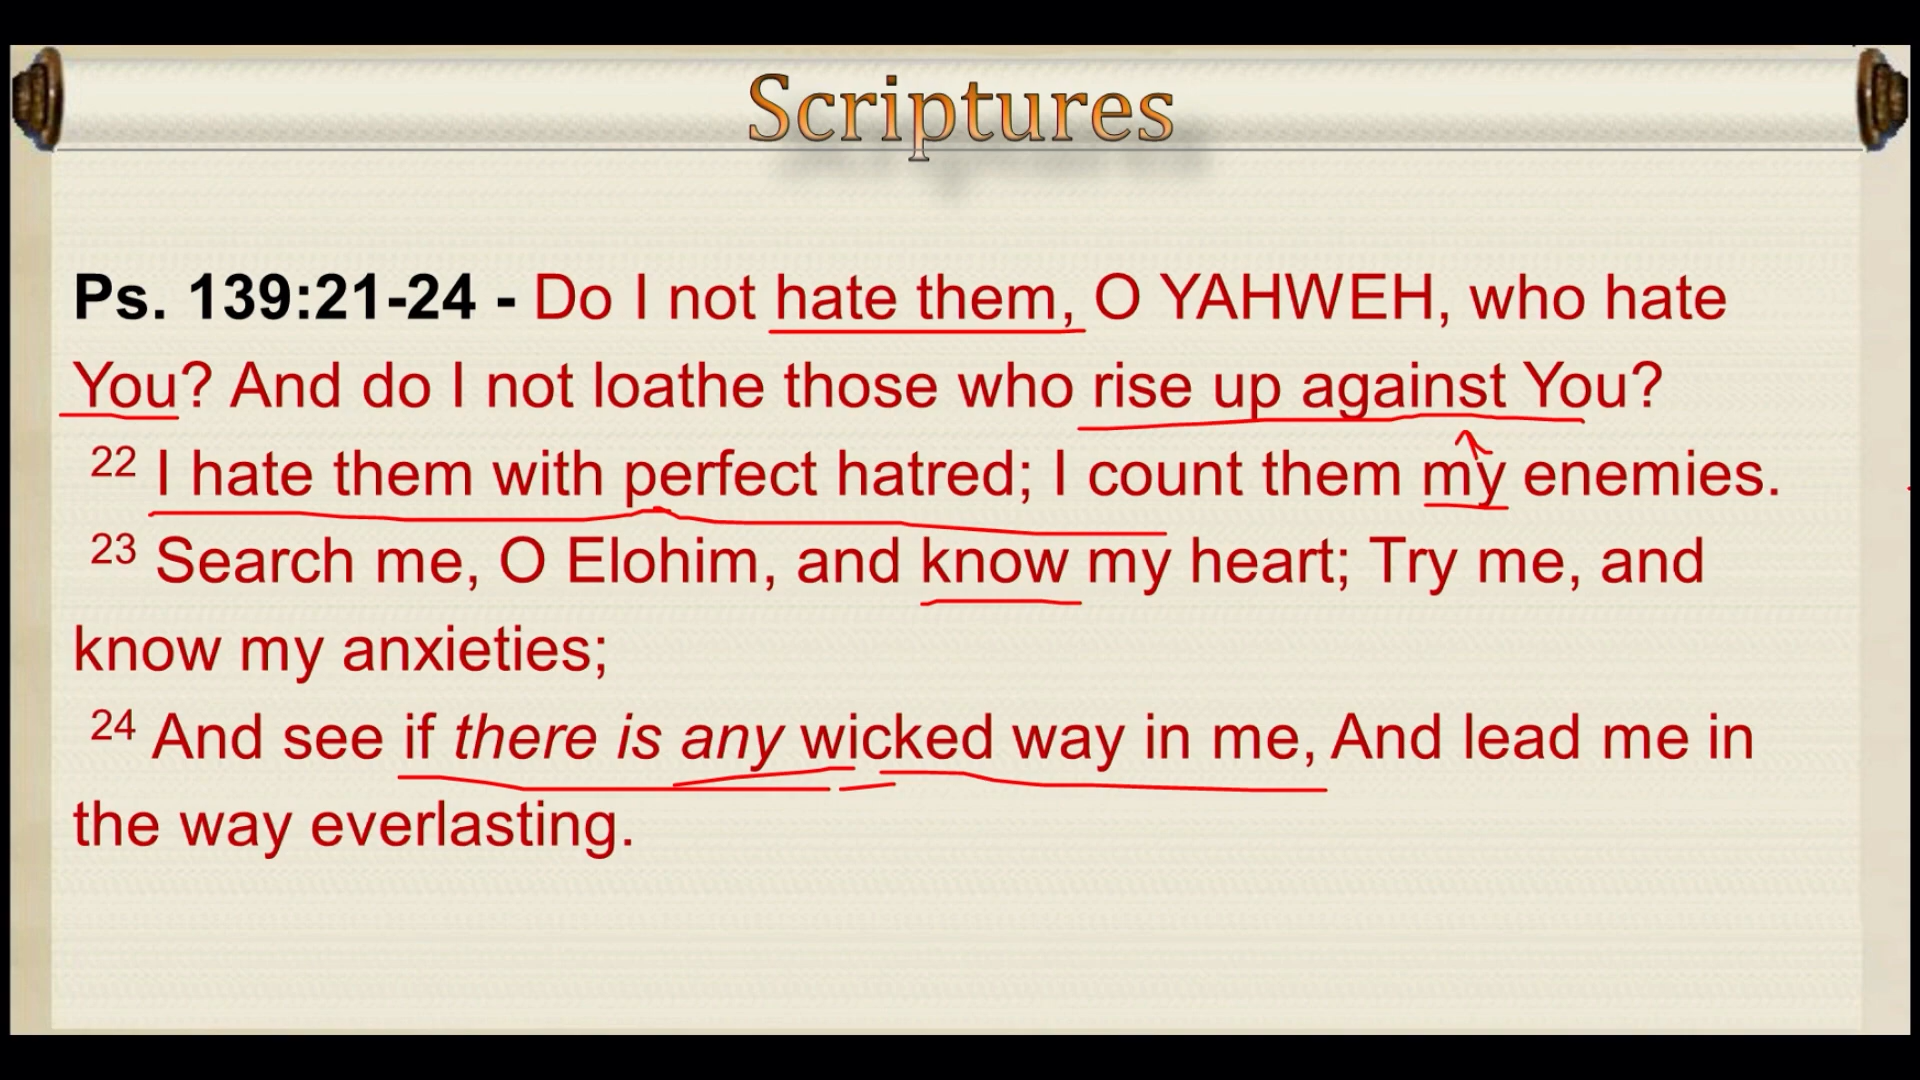 Scriptures
Ps. 139:21-24 - Do I not hate them, O YAHWEH, who hate
You? And do I not loathe those who rise up against You?
22 I hate them with perfect hatred; I count them my enemies.
23 Search me, O Elohim, and know my heart; Try me, and
know my anxieties;
24 And see if there is any wicked way in me, And lead me in
the way everlasting.